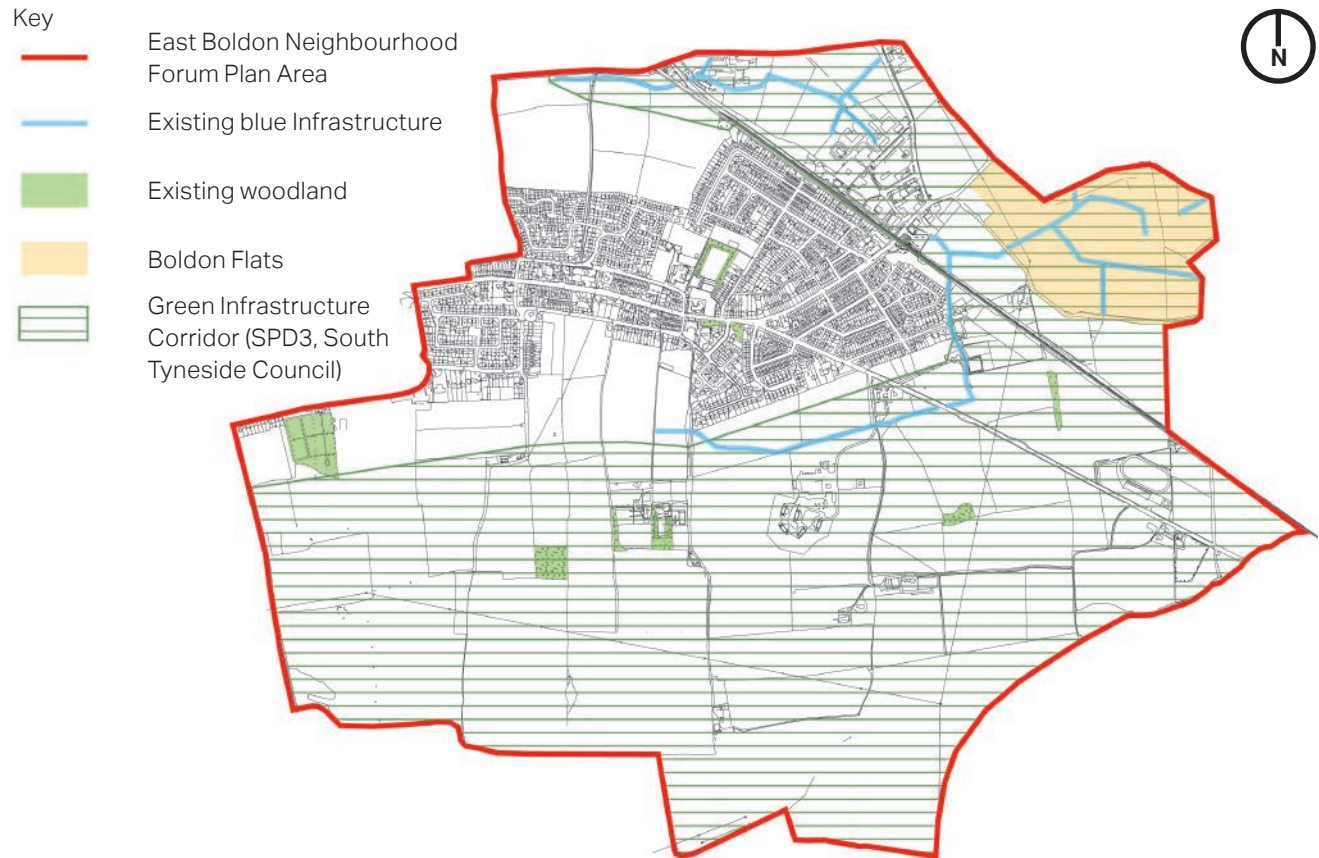 Key
East Boldon Neighbourhood
Forum Plan Area
Existing blue Infrastructure
Existing woodland
Boldon Flats
Green Infrastructure
Corridor (SPD3, South
Tyneside Council)
N